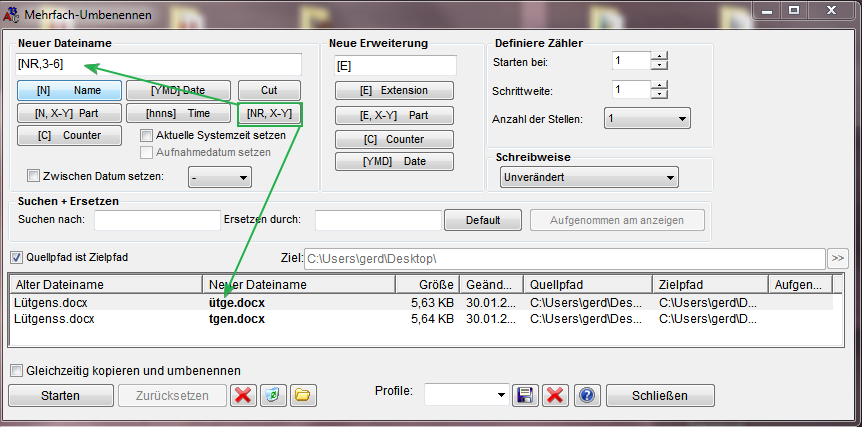 Mehrfach-Umbenennen
Neuer Dateiname
[NR,3-6]
[N] Name
[YMD] Date
Cut
[N, X-Y] Part
[hnns] Time
[NR, X-Y]
[C] Counter
Aktuelle Systemzeit setzen
Aufnahmedatum setzen
Zwischen Datum setzen:
-
Neue Erweiterung
[E]
[E] Extension
[E, X-Y] Part
[C] Counter
[YMD] Date
Definiere Zähler
Starten bei: 1
Schrittweite: 1
Anzahl der Stellen: 1
Schreibweise
Unverändert
Suchen + Ersetzen
Suchen nach: Ersetzen durch: Default Aufgenommen am anzeigen
Quellpfad ist Zielpfad Ziel: C:\Users\gerd\Desktop\ >>
Alter Dateiname Neuer Dateiname Größe Geänd... Quellpfad Zielpfad Aufgen...
Lütgens.docx ütge.docx 5,63 KB 30.01.2... C:\Users\gerd\Des... C:\Users\gerd\D...
Lütgenss.docx tgen.docx 5,64 KB 30.01.2... C:\Users\gerd\Des... C:\Users\gerd\D...
Gleichzeitig kopieren und umbenennen
Starten Zurücksetzen Profile: Schließen